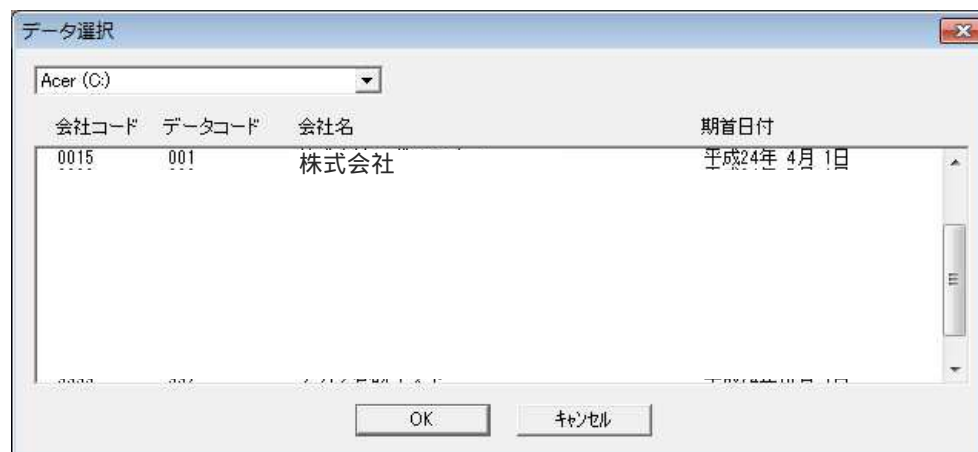 データ選択
Acer (C:)
会社コード データコード 会社名 期首日付
0015 001 株式会社 平成24年 4月 1日
OK キャンセル